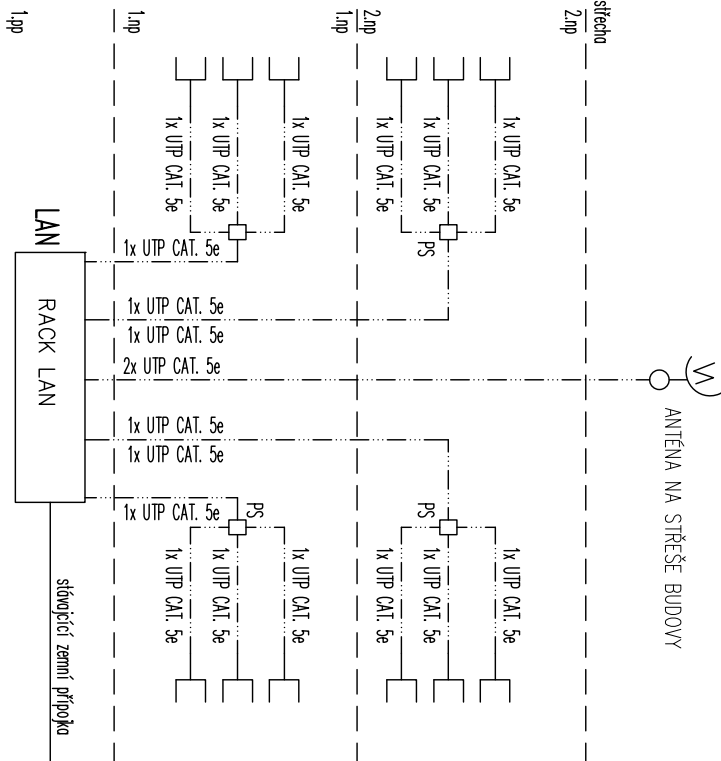 střecha
2.np
2.np
1.np
1.np
1.pp
1x UTP CAT. 5e
1x UTP CAT. 5e
1x UTP CAT. 5e
1x UTP CAT. 5e
1x UTP CAT. 5e
1x UTP CAT. 5e
PS
LAN
RACK LAN
1x UTP CAT. 5e
1x UTP CAT. 5e
1x UTP CAT. 5e
2x UTP CAT. 5e
1x UTP CAT. 5e
1x UTP CAT. 5e
1x UTP CAT. 5e
ANTÉNA NA STŘEŠE BUDOVY
PS
PS
1x UTP CAT. 5e
1x UTP CAT. 5e
1x UTP CAT. 5e
1x UTP CAT. 5e
1x UTP CAT. 5e
1x UTP CAT. 5e
stávající zemní přípojka